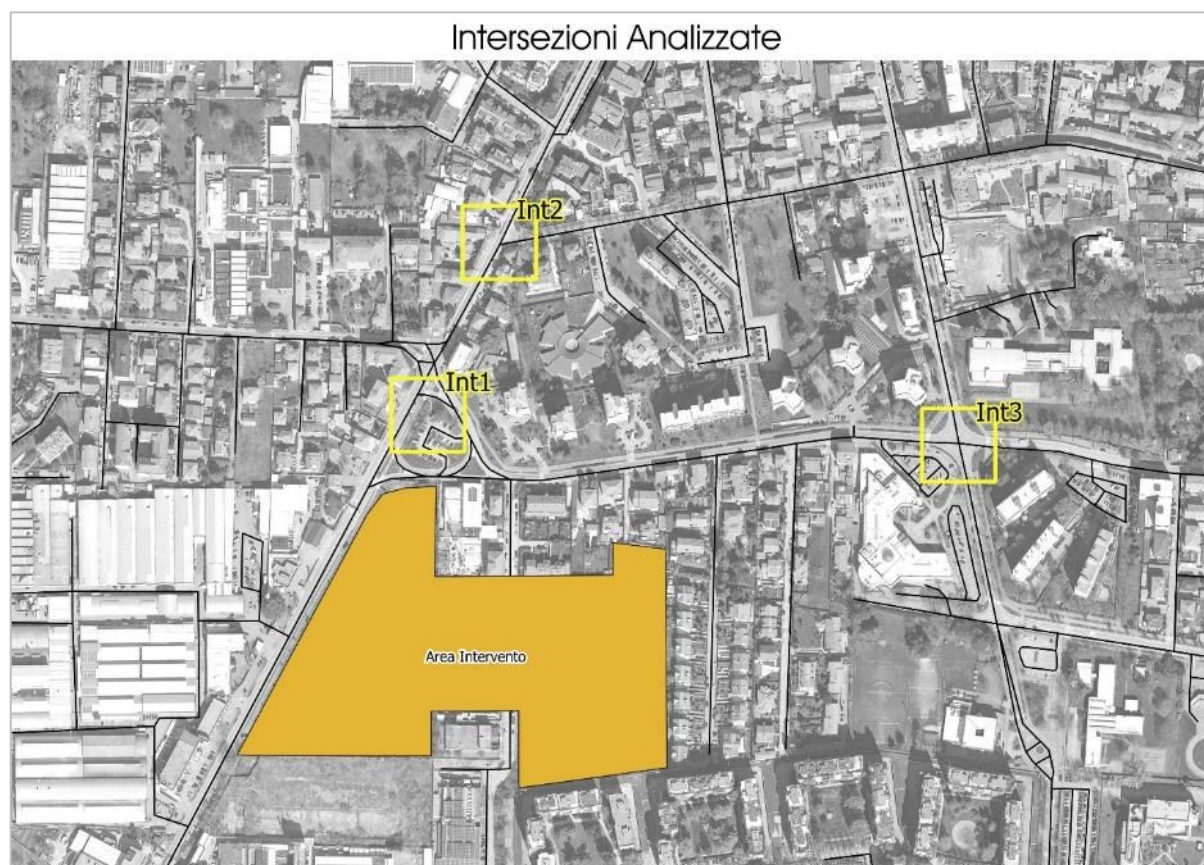 Intersezioni Analizzate
Int2
Int1
Int3
Area Intervento